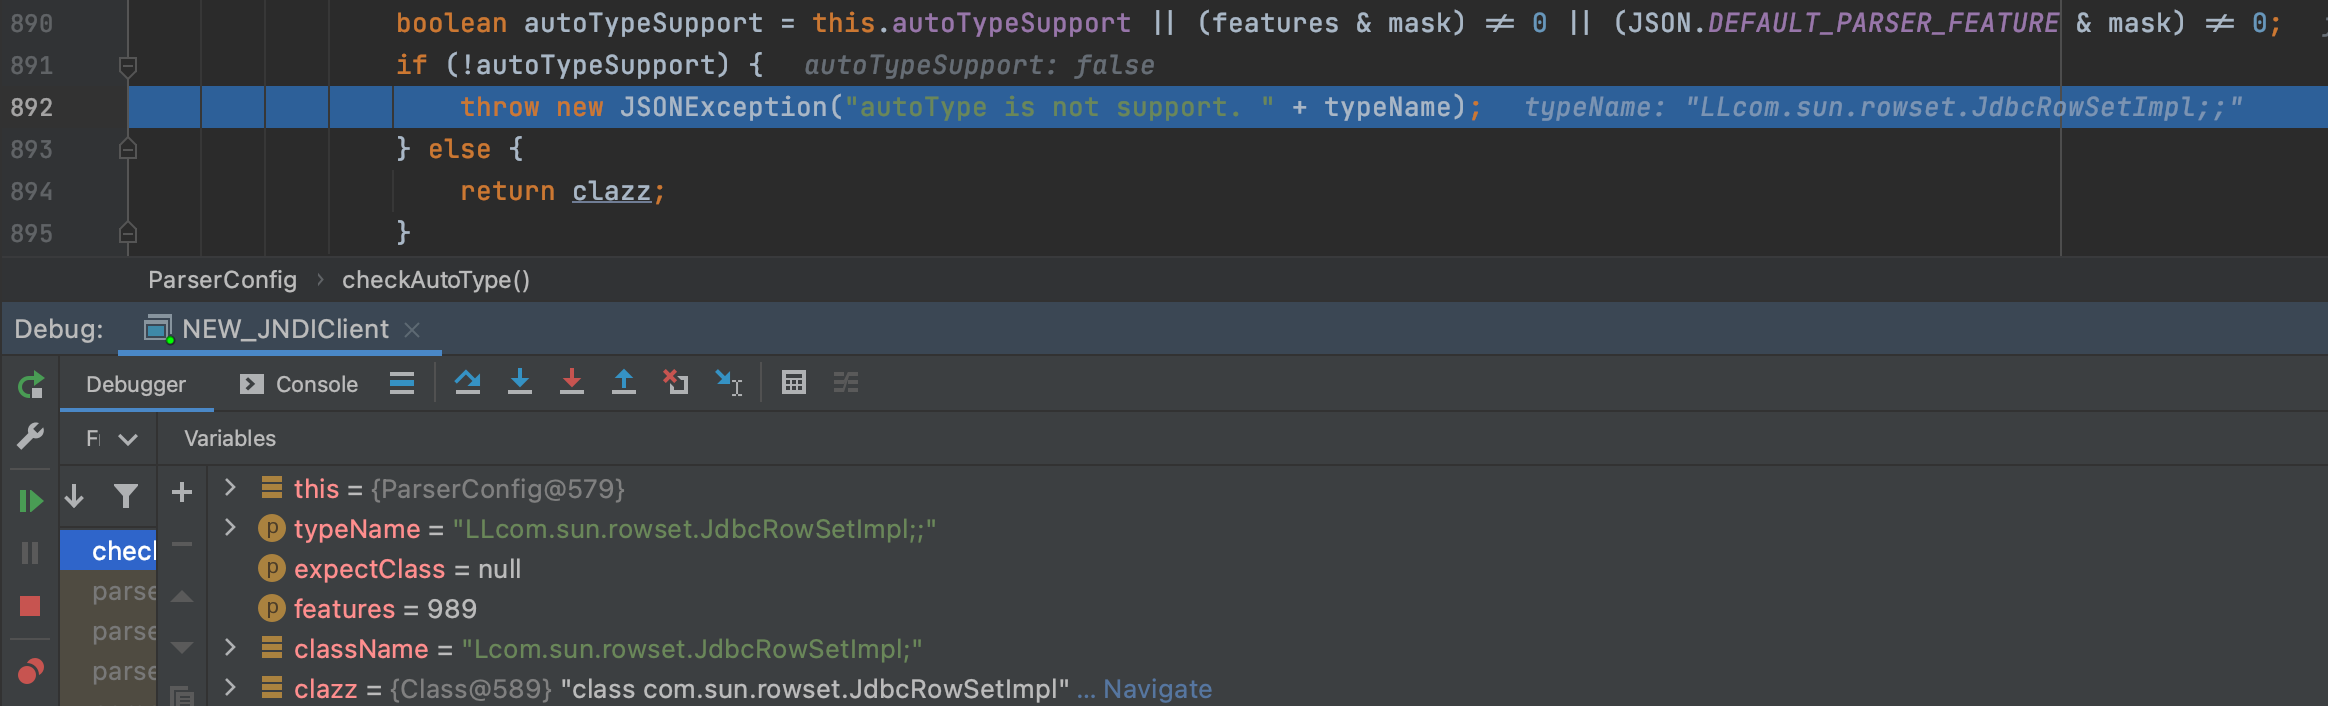 890 boolean autoTypeSupport = this.autoTypeSupport || (features & mask) != 0 || (JSON.DEFAULT_PARSER_FEATURE & mask) != 0;
891 if (!autoTypeSupport) { autoTypeSupport: false
892 throw new JSONException("autoType is not support. " + typeName); typeName: "LLcom.sun.rowset.JdbcRowSetImpl;;"
893 } else {
894 return clazz;
895 }
ParserConfig › checkAutoType()
Debug: NEW_JNDIClient ×
Debugger Console
Variables
this = {ParserConfig@579}
p typeName = "LLcom.sun.rowset.JdbcRowSetImpl;;"
chec
p expectClass = null
parse
p features = 989
parse
className = "Lcom.sun.rowset.JdbcRowSetImpl;"
parse
clazz = {Class@589} "class com.sun.rowset.JdbcRowSetImpl" ... Navigate